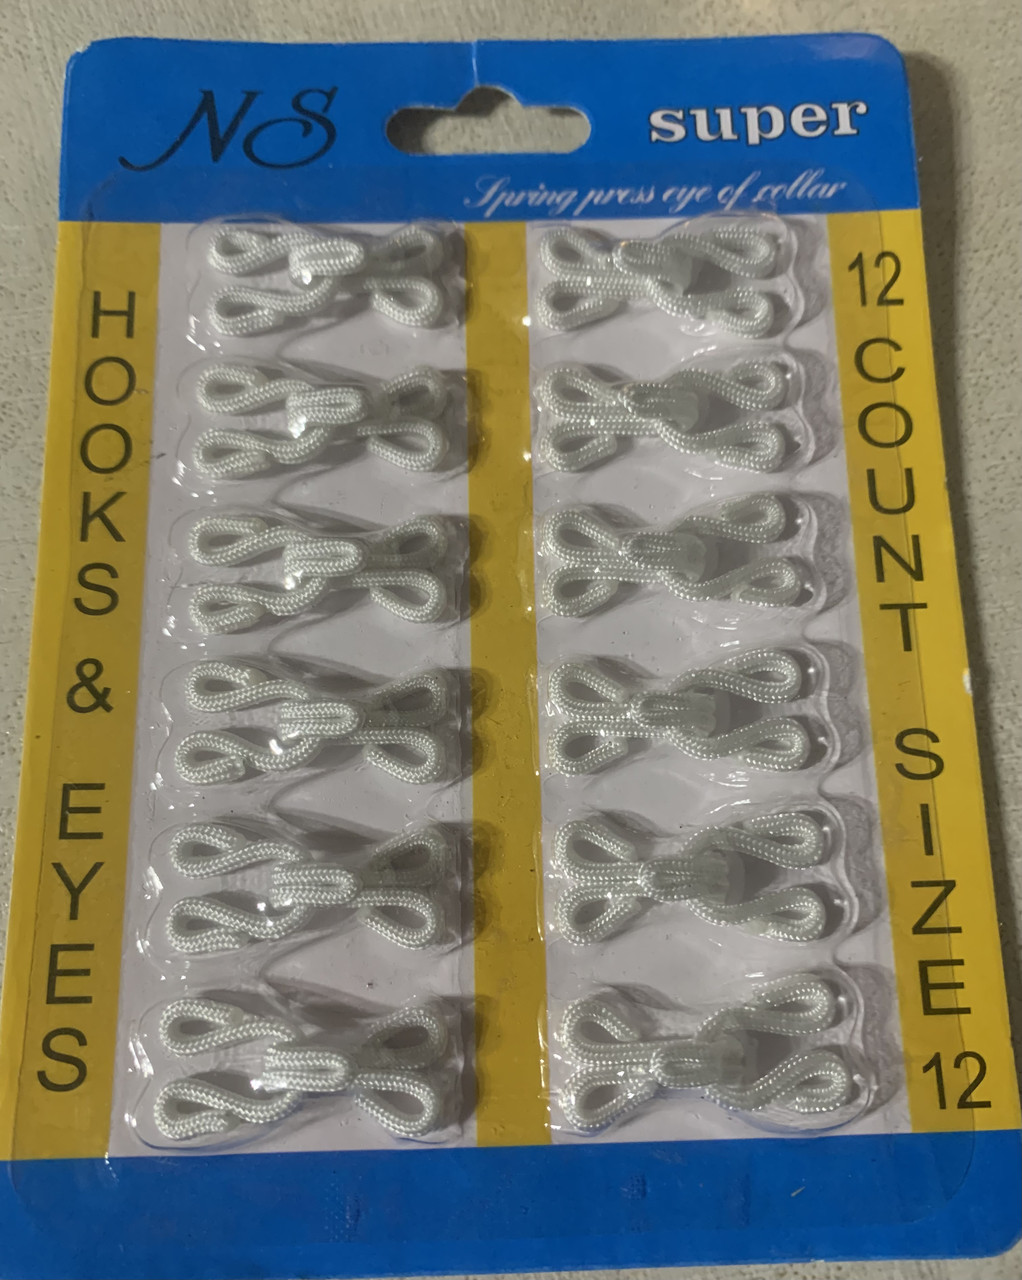 NS
super
Spring press eye of collar
HOOKS & EYES
12 COUNT SIZE 12